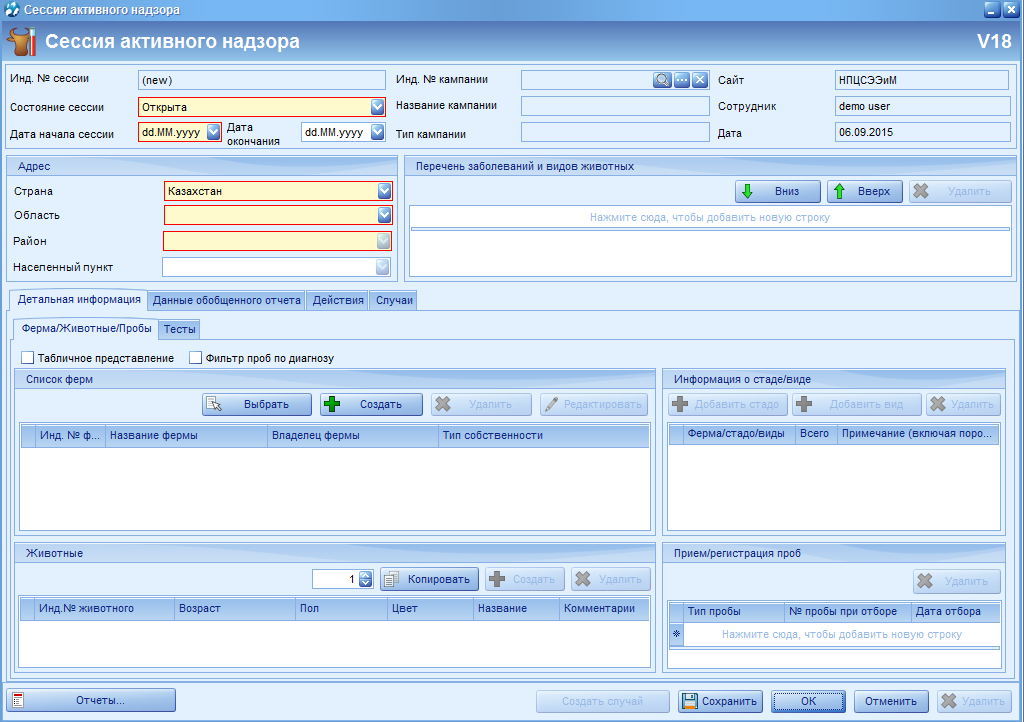 Сессия активного надзора
Сессия активного надзора V18
Инд. № сессии (new) Инд. № кампании Сайт НПЦСЭЭиМ
Состояние сессии Открыта Название кампании Сотрудник demo user
Дата начала сессии dd.MM.yyyy Дата окончания dd.MM.yyyy Тип кампании Дата 06.09.2015
Адрес Перечень заболеваний и видов животных
Страна Казахстан Вниз Вверх Удалить
Область Нажмите сюда, чтобы добавить новую строку
Район
Населенный пункт
Детальная информация Данные обобщенного отчета Действия Случаи
Ферма/Животные/Пробы Тесты
Табличное представление Фильтр проб по диагнозу
Список ферм Информация о стаде/виде
Выбрать Создать Удалить Редактировать Добавить стадо Добавить вид Удалить
Инд. № ф... Название фермы Владелец фермы Тип собственности Ферма/стадо/виды Всего Примечание (включая поро...
Животные Прием/регистрация проб
1 Копировать Создать Удалить Удалить
Инд.№ животного Возраст Пол Цвет Название Комментарии Тип пробы № пробы при отборе Дата отбора
Нажмите сюда, чтобы добавить новую строку
Отчеты... Создать случай Сохранить ОК Отменить Удалить